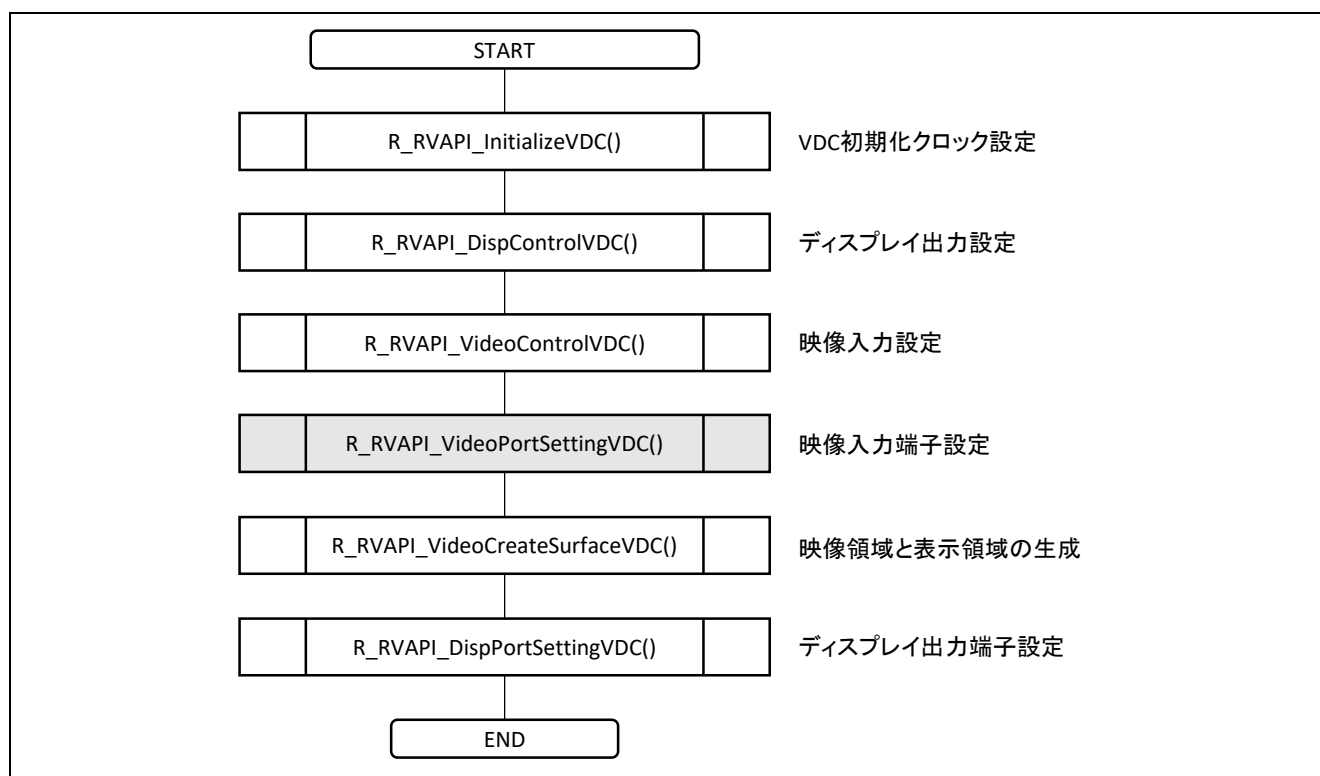 START
R_RVAPI_InitializeVDC() VDC初期化クロック設定
R_RVAPI_DispControlVDC() ディスプレイ出力設定
R_RVAPI_VideoControlVDC() 映像入力設定
R_RVAPI_VideoPortSettingVDC() 映像入力端子設定
R_RVAPI_VideoCreateSurfaceVDC() 映像領域と表示領域の生成
R_RVAPI_DispPortSettingVDC() ディスプレイ出力端子設定
END